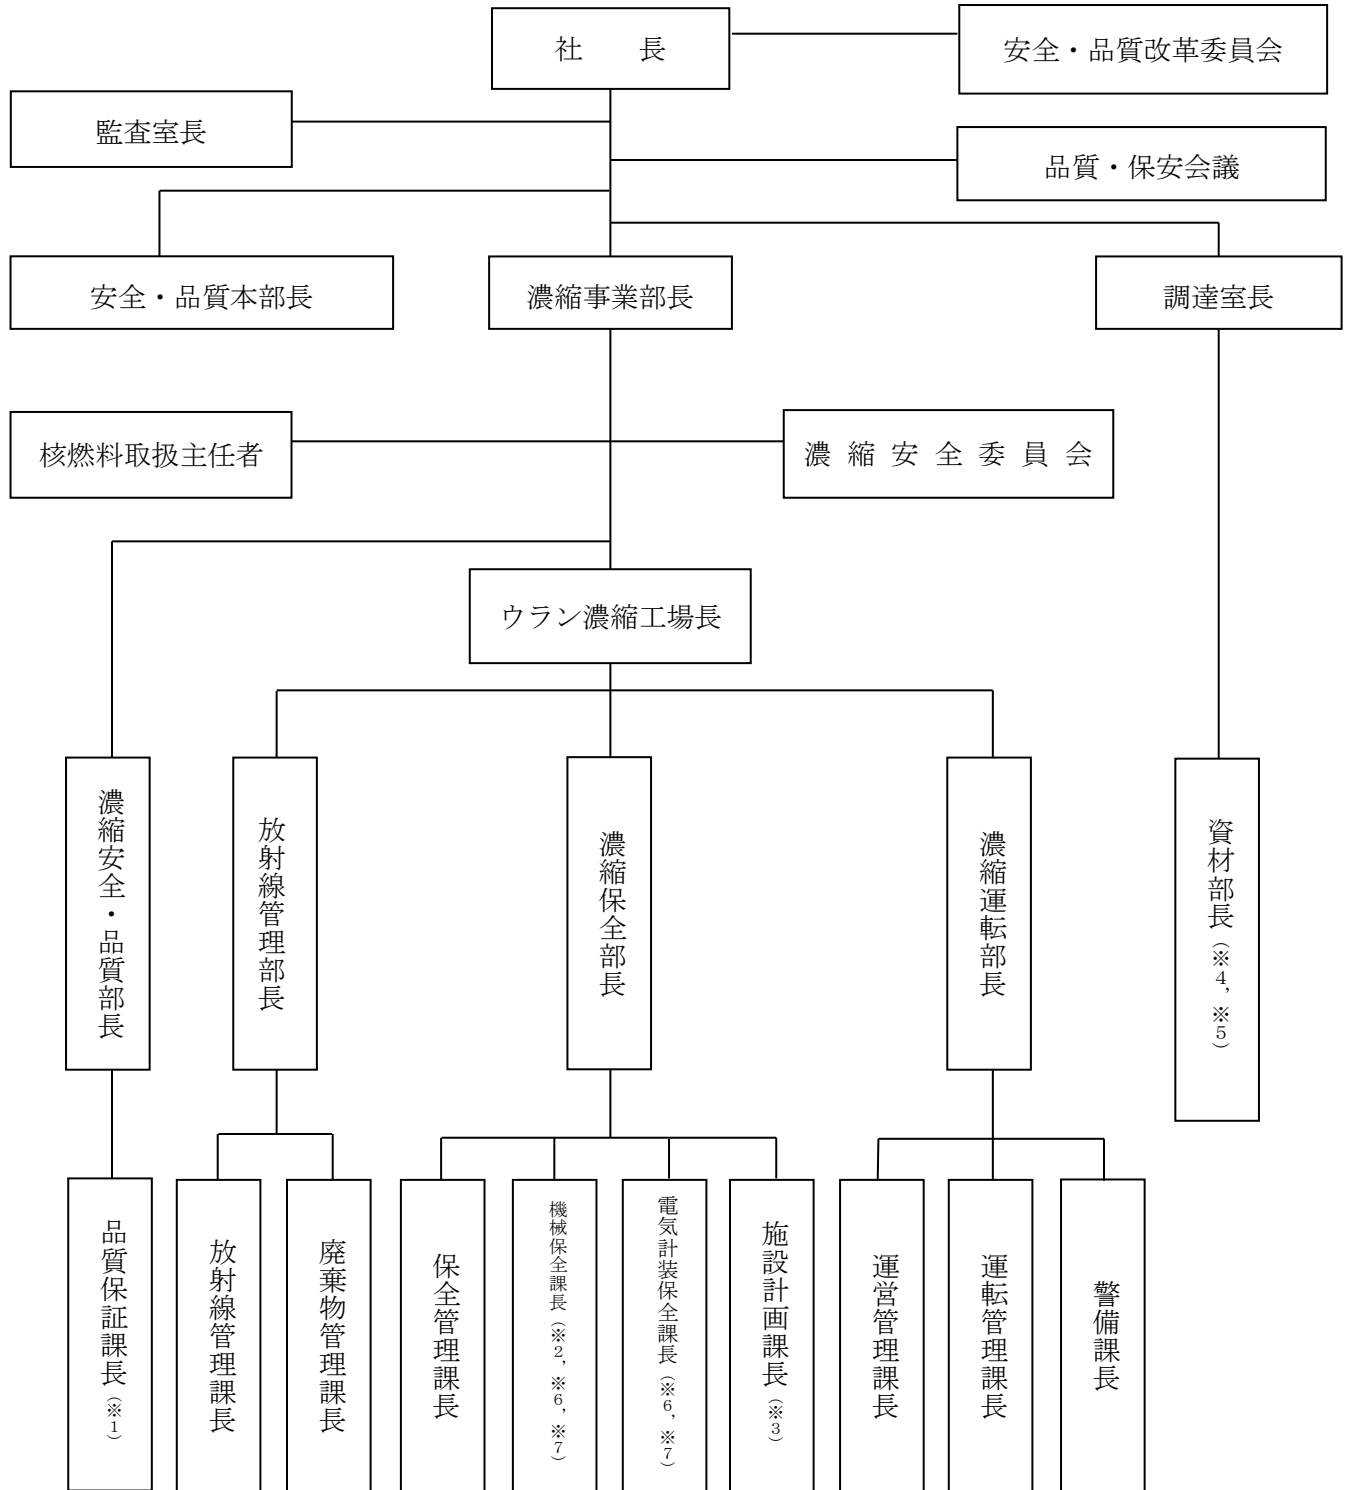 社　　長
安全・品質改革委員会
監査室長
品質・保安会議
安全・品質本部長
濃縮事業部長
調達室長
核燃料取扱主任者
濃 縮 安 全 委 員 会
ウラン濃縮工場長
濃縮安全・品質部長
放射線管理部長
濃縮保全部長
濃縮運転部長
資材部長（※4，※5）
品質保証課長（※1）
放射線管理課長
廃棄物管理課長
保全管理課長
機械保全課長（※2，※6，※7）
電気計装保全課長（※6，※7）
施設計画課長（※3）
運営管理課長
運転管理課長
警備課長